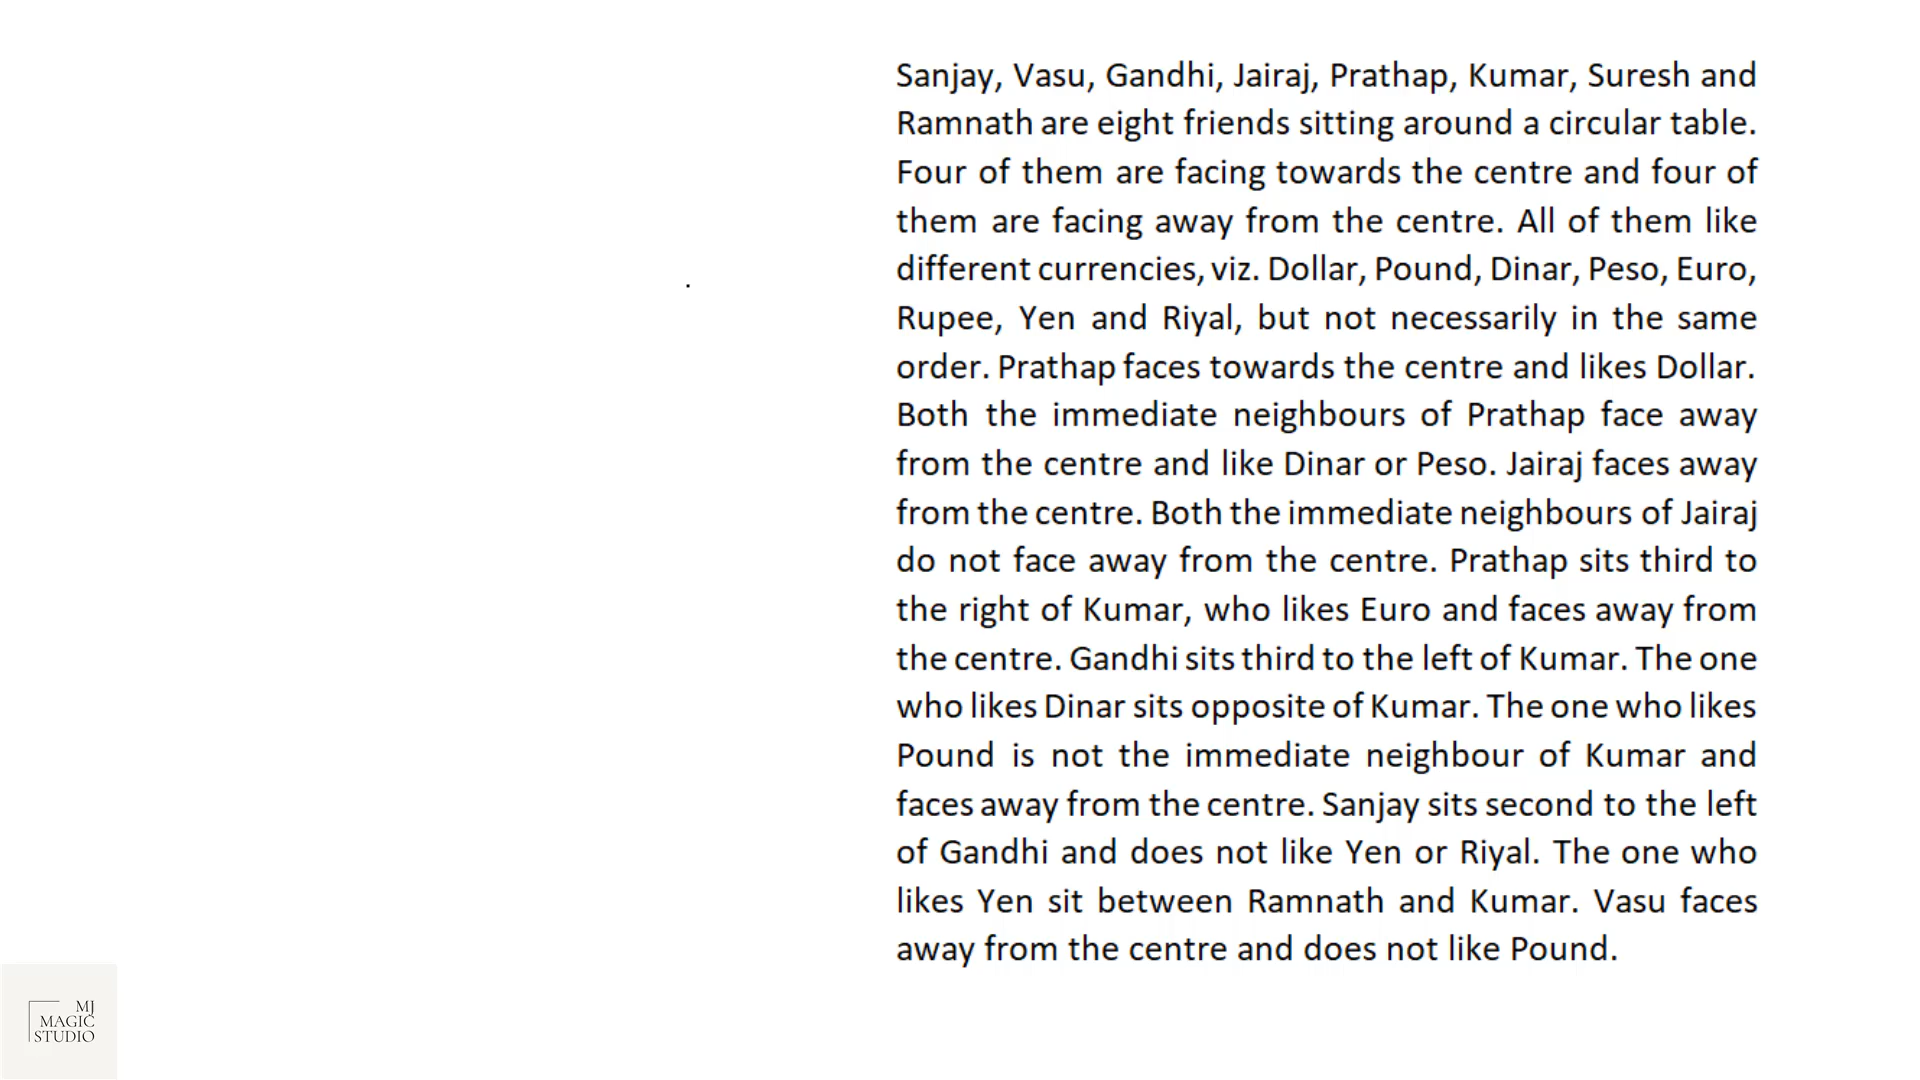 Sanjay, Vasu, Gandhi, Jairaj, Prathap, Kumar, Suresh and
Ramnath are eight friends sitting around a circular table.
Four of them are facing towards the centre and four of
them are facing away from the centre. All of them like
different currencies, viz. Dollar, Pound, Dinar, Peso, Euro,
Rupee, Yen and Riyal, but not necessarily in the same
order. Prathap faces towards the centre and likes Dollar.
Both the immediate neighbours of Prathap face away
from the centre and like Dinar or Peso. Jairaj faces away
from the centre. Both the immediate neighbours of Jairaj
do not face away from the centre. Prathap sits third to
the right of Kumar, who likes Euro and faces away from
the centre. Gandhi sits third to the left of Kumar. The one
who likes Dinar sits opposite of Kumar. The one who likes
Pound is not the immediate neighbour of Kumar and
faces away from the centre. Sanjay sits second to the left
of Gandhi and does not like Yen or Riyal. The one who
likes Yen sit between Ramnath and Kumar. Vasu faces
away from the centre and does not like Pound.
MJ
MAGIC
STUDIO